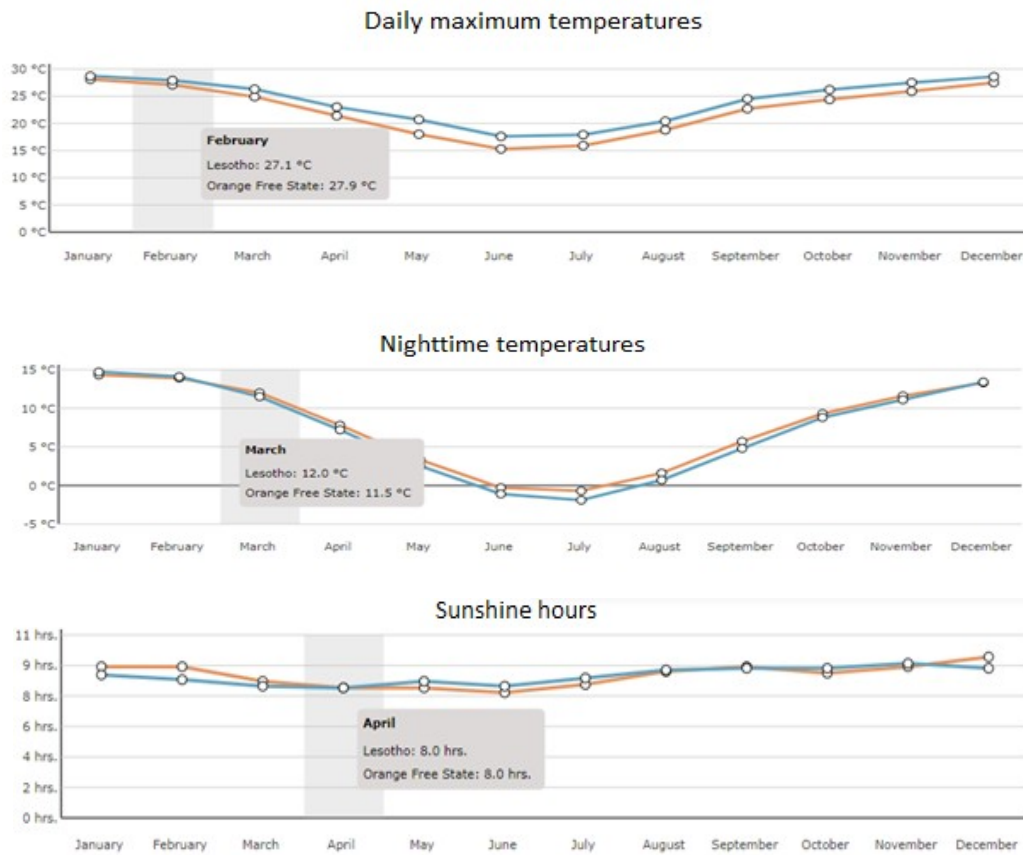 Daily maximum temperatures
30 °C
25 °C
20 °C
15 °C
10 °C
5 °C
0 °C
February
Lesotho: 27.1 °C
Orange Free State: 27.9 °C
January February March April May June July August September October November December
Nighttime temperatures
15 °C
10 °C
5 °C
0 °C
-5 °C
March
Lesotho: 12.0 °C
Orange Free State: 11.5 °C
January February March April May June July August September October November December
Sunshine hours
11 hrs.
9 hrs.
8 hrs.
6 hrs.
4 hrs.
2 hrs.
0 hrs.
April
Lesotho: 8.0 hrs.
Orange Free State: 8.0 hrs.
January February March April May June July August September October November December